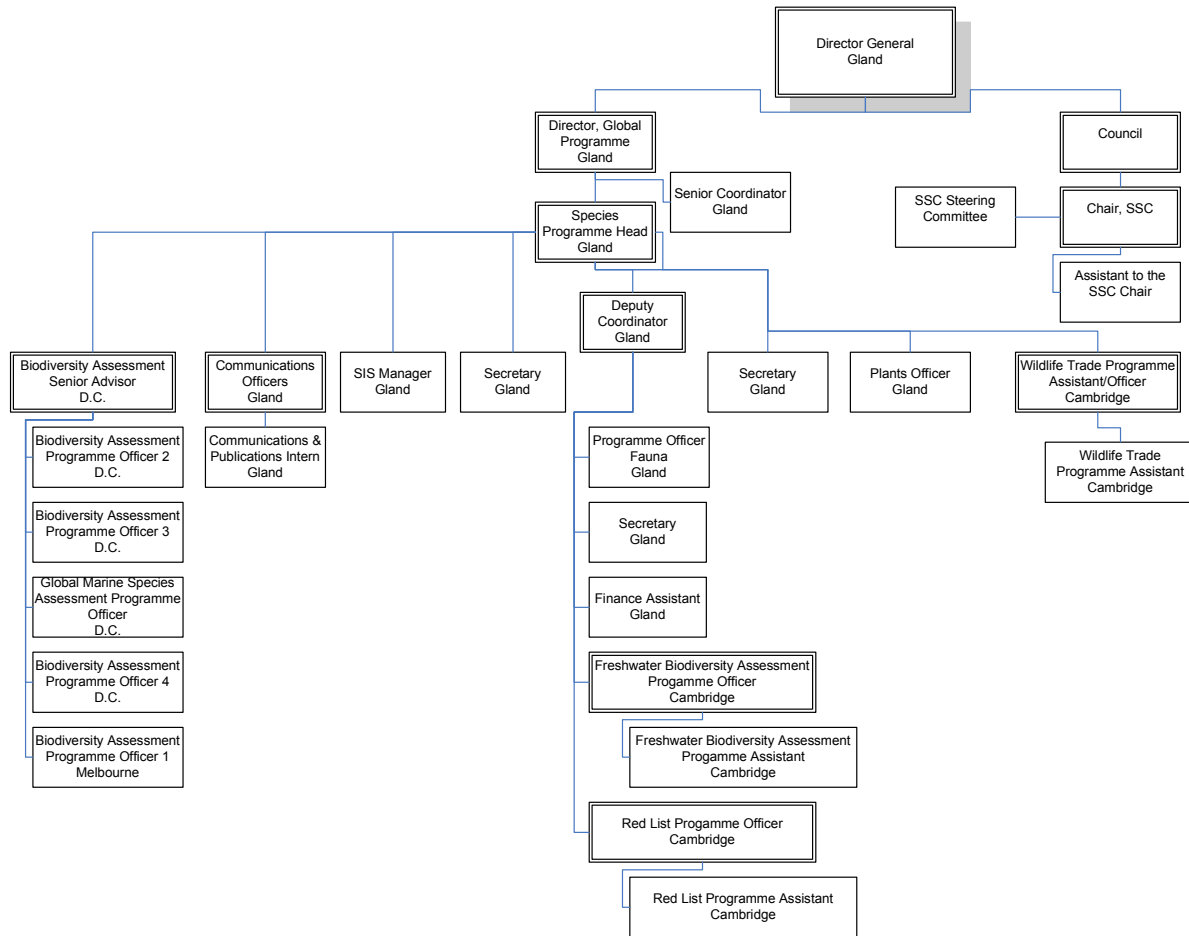 Director General
Gland
Director, Global
Programme
Gland
Council
Senior Coordinator
Gland
SSC Steering
Committee
Chair, SSC
Species
Programme Head
Gland
Assistant to the
SSC Chair
Deputy
Coordinator
Gland
Biodiversity Assessment
Senior Advisor
D.C.
Communications
Officers
Gland
SIS Manager
Gland
Secretary
Gland
Secretary
Gland
Plants Officer
Gland
Wildlife Trade Programme
Assistant/Officer
Cambridge
Biodiversity Assessment
Programme Officer 2
D.C.
Communications &
Publications Intern
Gland
Programme Officer
Fauna
Gland
Wildlife Trade
Programme Assistant
Cambridge
Biodiversity Assessment
Programme Officer 3
D.C.
Secretary
Gland
Global Marine Species
Assessment Programme
Officer
D.C.
Finance Assistant
Gland
Biodiversity Assessment
Programme Officer 4
D.C.
Freshwater Biodiversity Assessment
Progamme Officer
Cambridge
Biodiversity Assessment
Programme Officer 1
Melbourne
Freshwater Biodiversity Assessment
Progamme Assistant
Cambridge
Red List Progamme Officer
Cambridge
Red List Programme Assistant
Cambridge